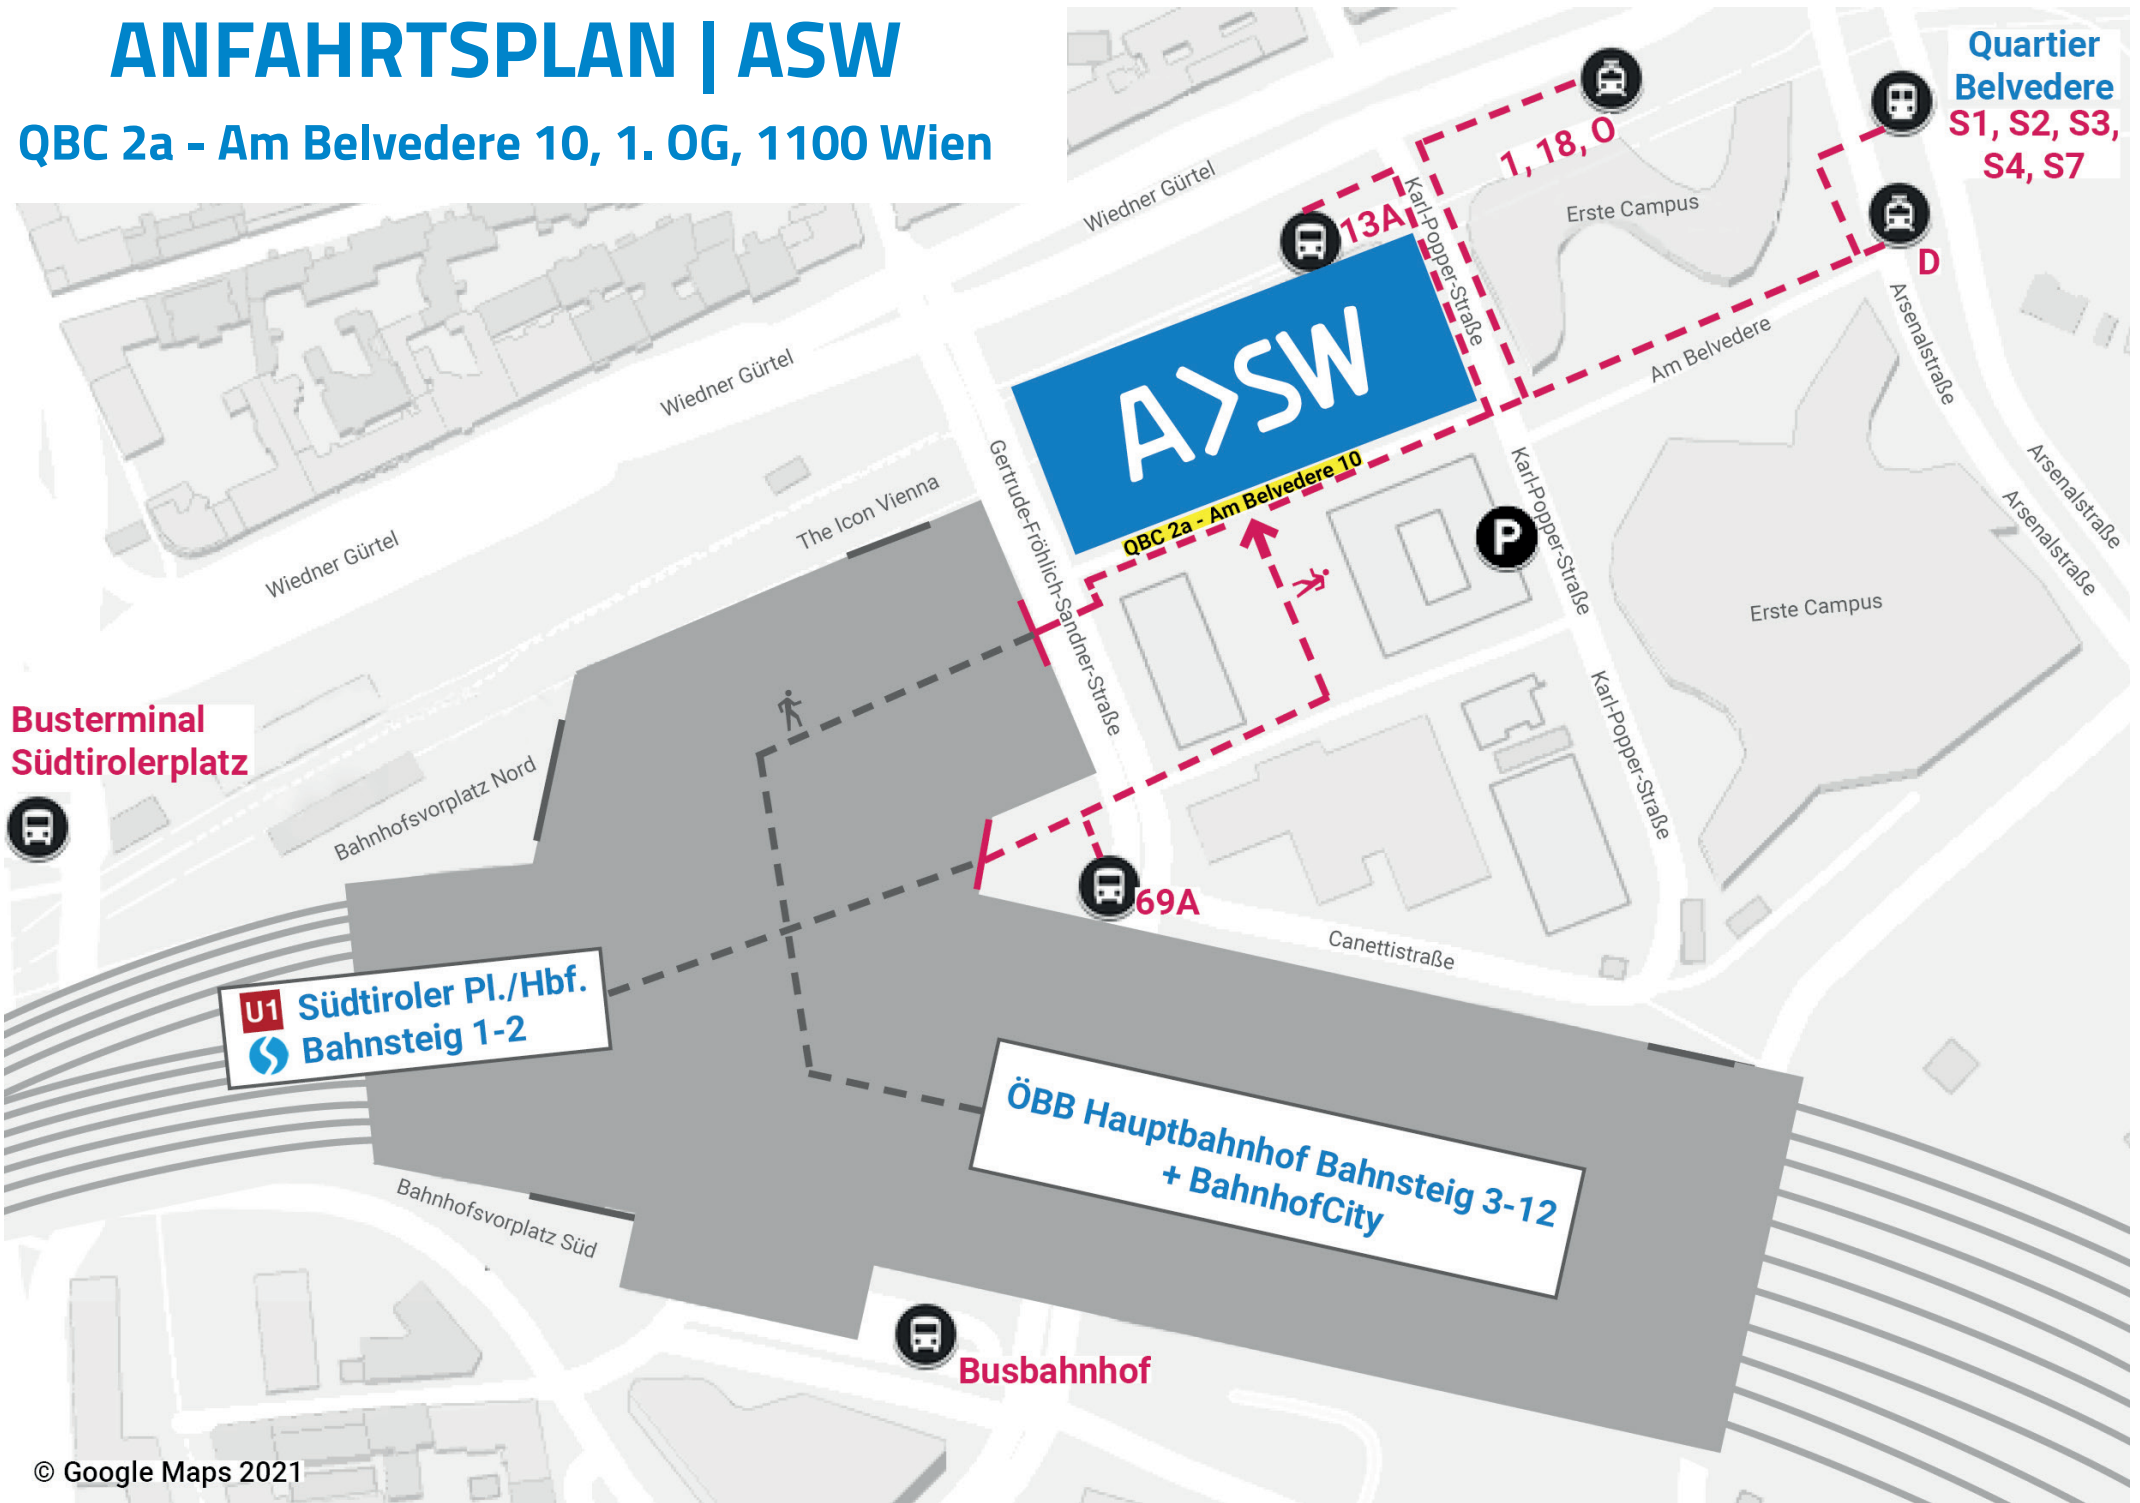 ANFAHRTSPLAN | ASW
QBC 2a - Am Belvedere 10, 1. OG, 1100 Wien
Quartier
Belvedere
S1, S2, S3,
S4, S7
1, 18, O
D
13A
Wiedner Gürtel
Karl-Popper-Straße
Erste Campus
Arsenalstraße
Am Belvedere
A>SW
QBC 2a - Am Belvedere 10
Wiedner Gürtel
Gertrude-Fröhlich-Sandner-Straße
The Icon Vienna
Wiedner Gürtel
Karl-Popper-Straße
P
Arsenalstraße
Arsenalstraße
Erste Campus
Karl-Popper-Straße
Busterminal
Südtirolerplatz
Bahnhofsvorplatz Nord
69A
Canettistraße
U1 Südtiroler Pl./Hbf.
Bahnsteig 1-2
ÖBB Hauptbahnhof Bahnsteig 3-12
+ BahnhofCity
Bahnhofsvorplatz Süd
Busbahnhof
© Google Maps 2021